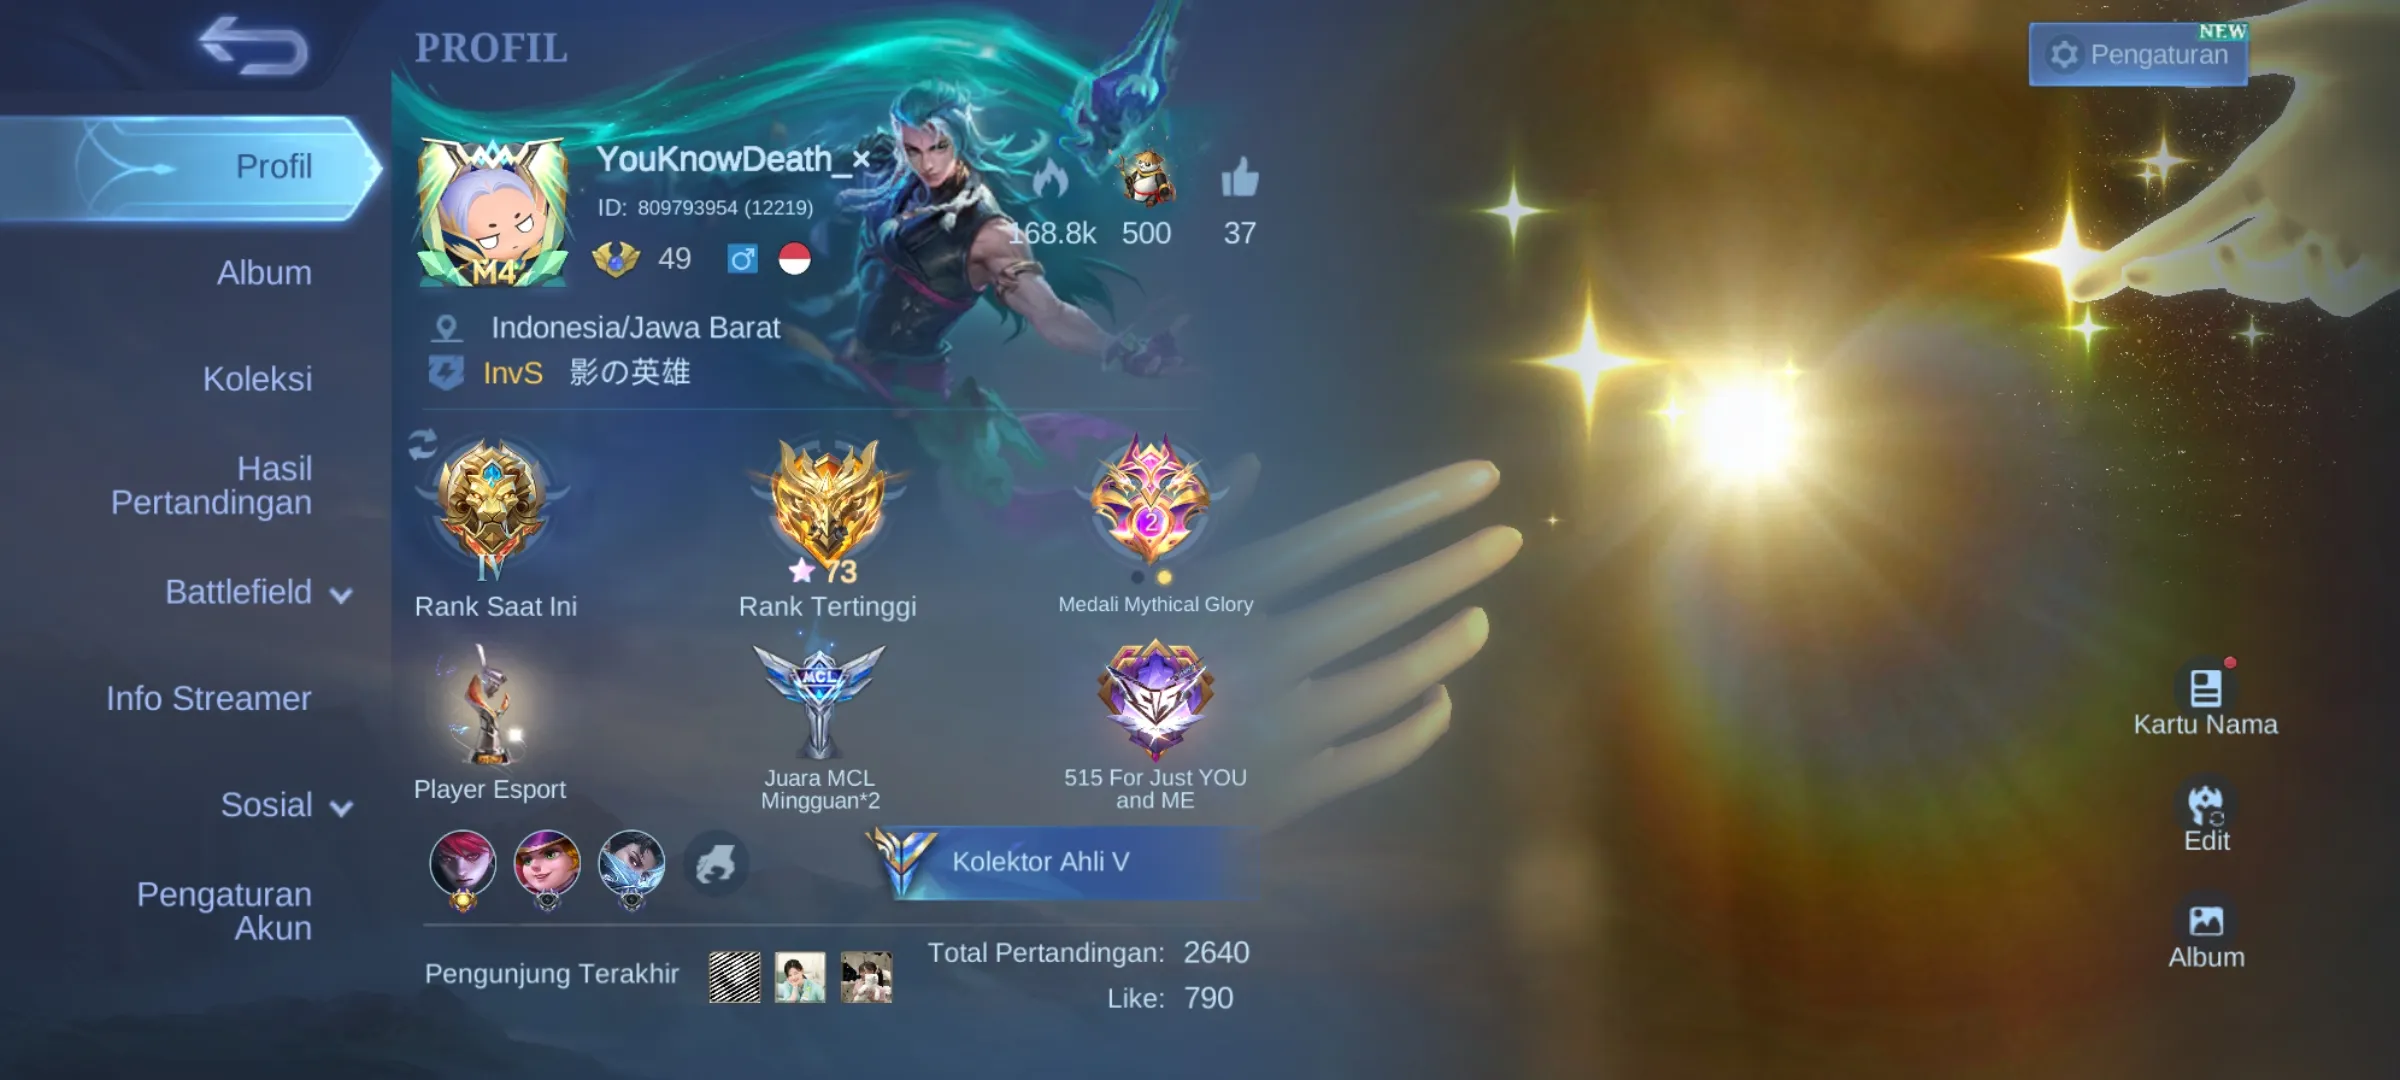 PROFIL
NEW
Pengaturan
Profil
Album
Koleksi
Hasil
Pertandingan
Battlefield
Info Streamer
Sosial
Pengaturan
Akun
M4
YouKnowDeath_×
ID: 809793954 (12219)
49
168.8k
500
37
Indonesia/Jawa Barat
InvS 影の英雄
IV
73
2
Rank Saat Ini
Rank Tertinggi
Medali Mythical Glory
MCL
515
Player Esport
Juara MCL
Mingguan*2
515 For Just YOU
and ME
Kolektor Ahli V
Pengunjung Terakhir
Total Pertandingan: 2640
Like: 790
Kartu Nama
Edit
Album